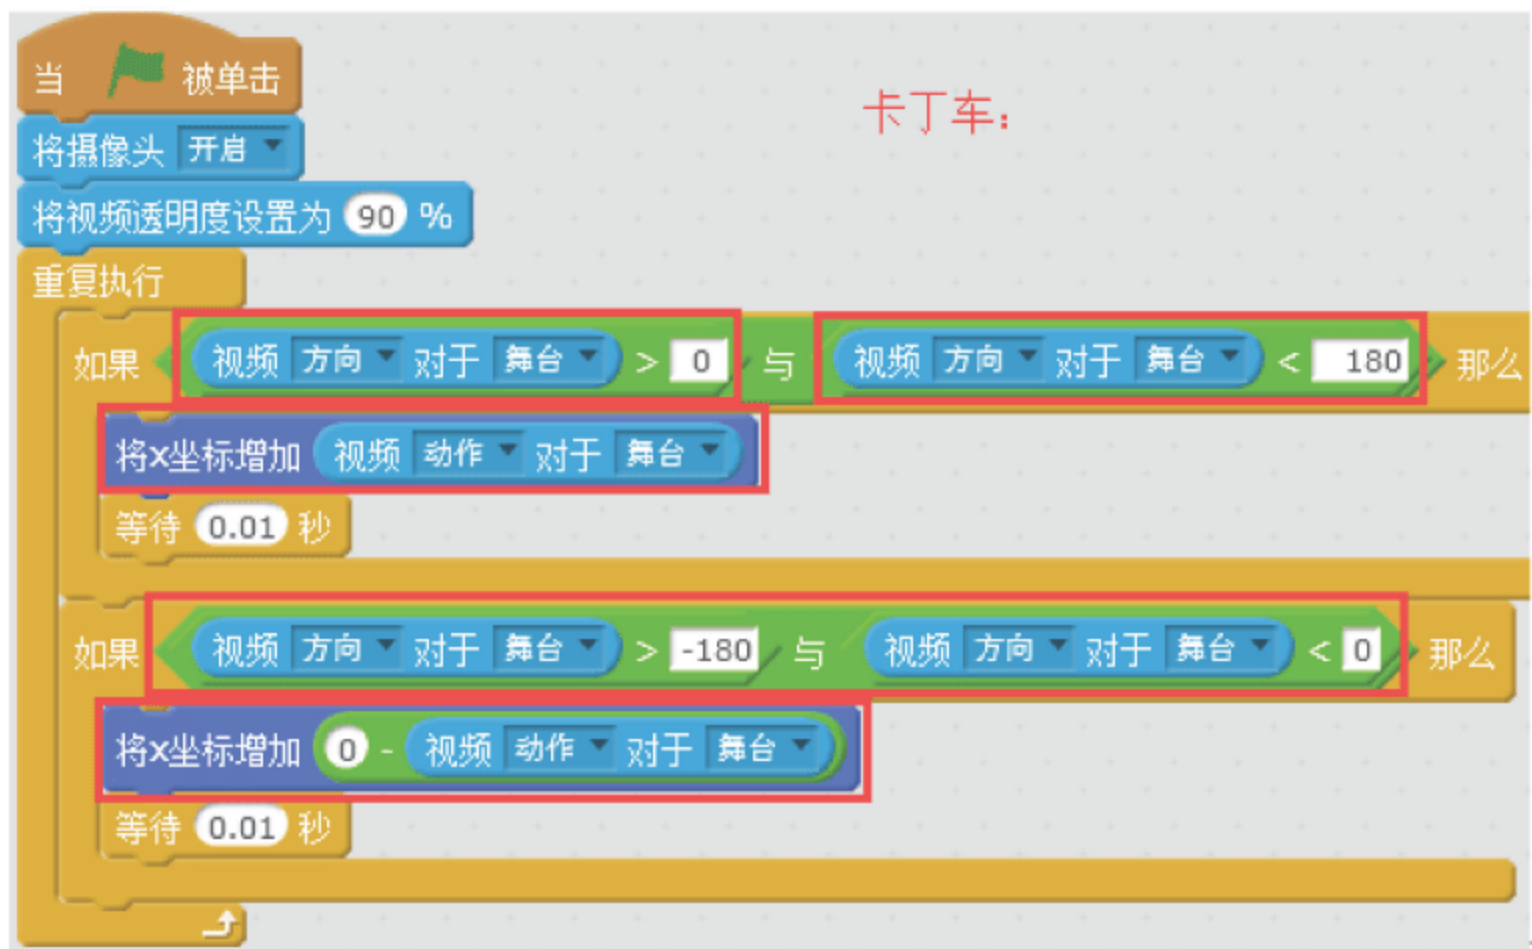 当 被单击
卡丁车：
将摄像头 开启
将视频透明度设置为 90 %
重复执行
如果 视频 方向 对于 舞台 > 0 与 视频 方向 对于 舞台 < 180 那么
将x坐标增加 视频 动作 对于 舞台
等待 0.01 秒
如果 视频 方向 对于 舞台 > -180 与 视频 方向 对于 舞台 < 0 那么
将x坐标增加 0 - 视频 动作 对于 舞台
等待 0.01 秒